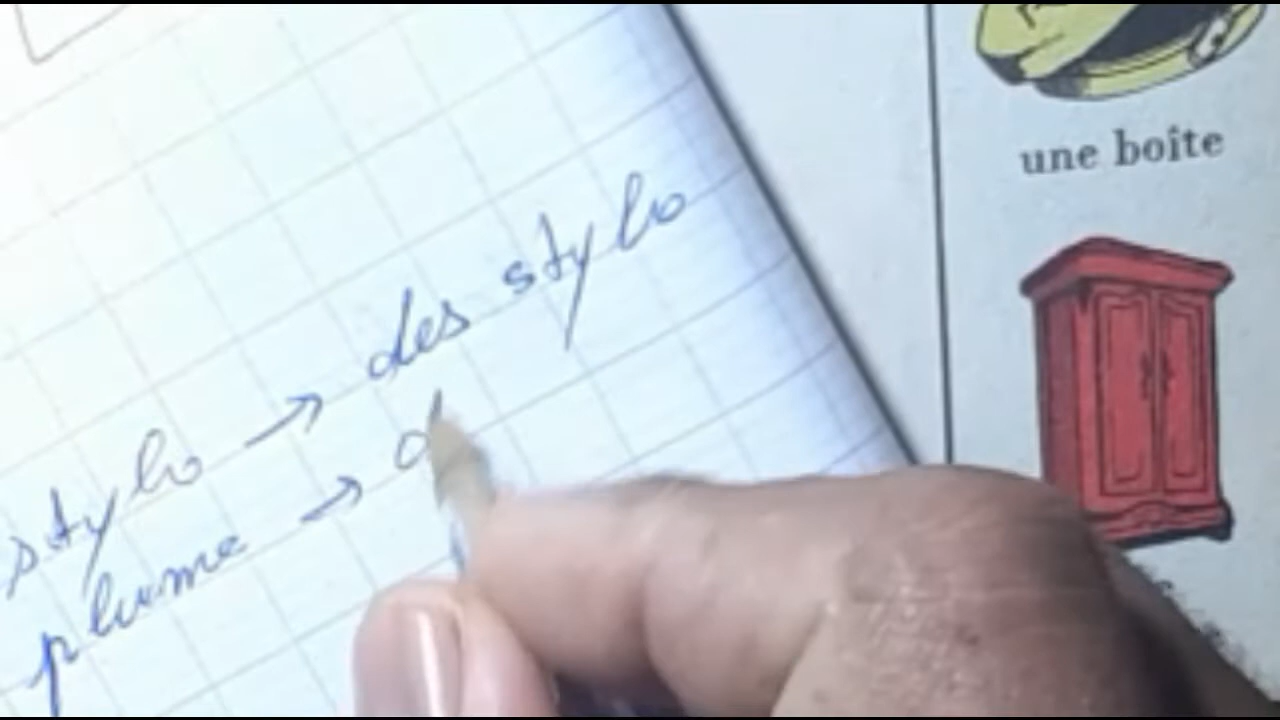 stylo → des stylo
plume → d
une boîte